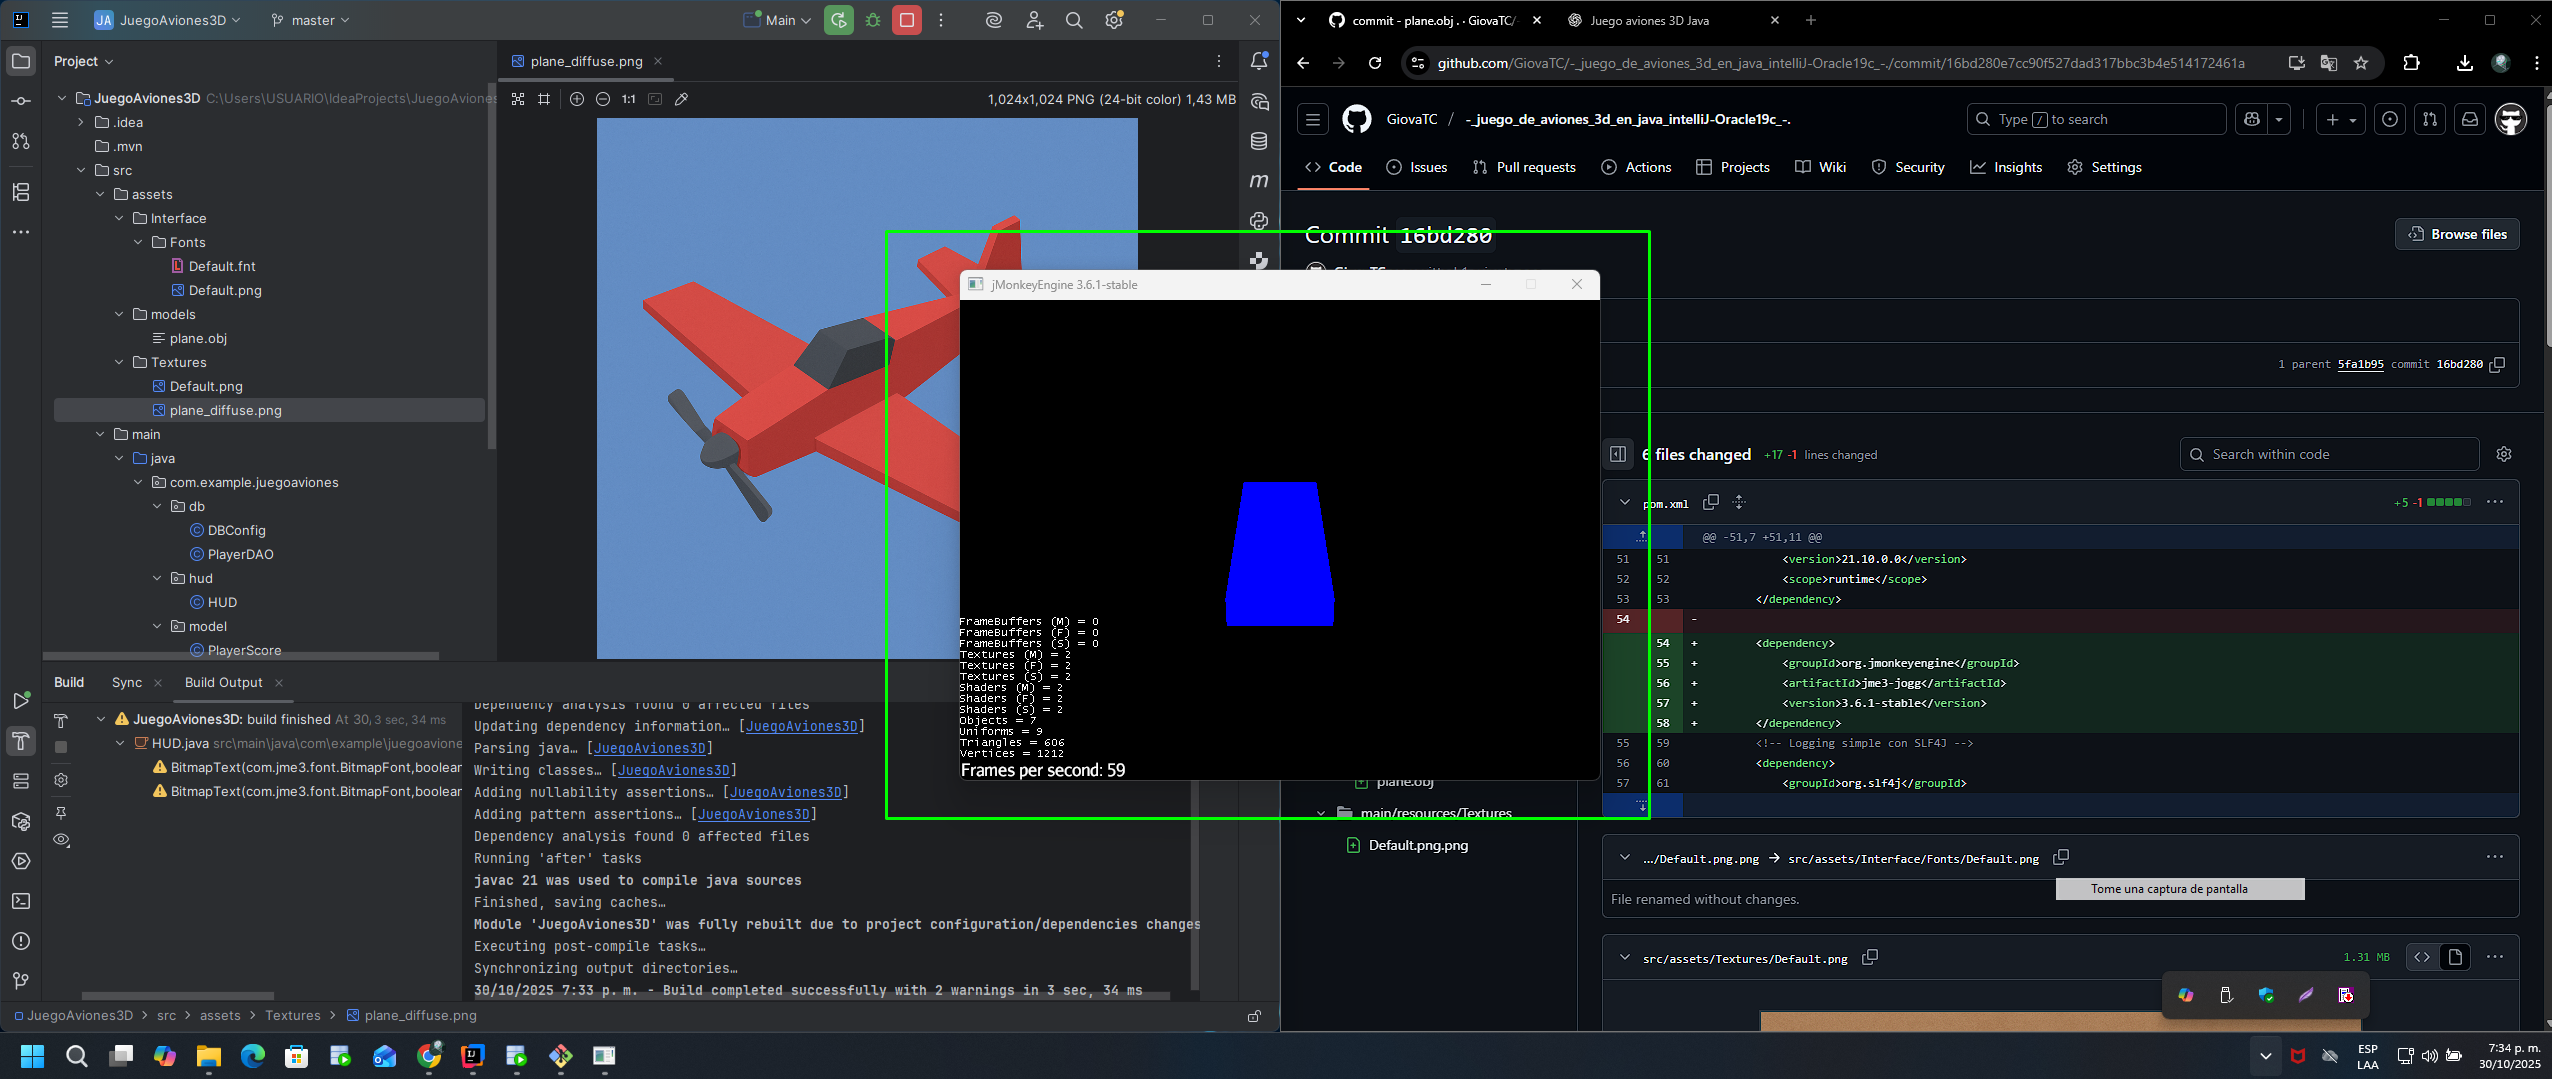 JA JuegoAviones3D
master
Main
Project
JuegoAviones3D C:\Users\USUARIO\IdeaProjects\JuegoAviones
.idea
.mvn
src
assets
Interface
Fonts
Default.fnt
Default.png
models
plane.obj
Textures
Default.png
plane_diffuse.png
main
java
com.example.juegoaviones
db
DBConfig
PlayerDAO
hud
HUD
model
PlayerScore
plane_diffuse.png
1:1
1,024x1,024 PNG (24-bit color) 1,43 MB
Build
Sync
Build Output
JuegoAviones3D: build finished At 30, 3 sec, 34 ms
HUD.java src\main\java\com\example\juegoavione
BitmapText(com.jme3.font.BitmapFont,boolean
BitmapText(com.jme3.font.BitmapFont,boolean
Dependency analysis found 0 affected files
Updating dependency information… [JuegoAviones3D]
Parsing java… [JuegoAviones3D]
Writing classes… [JuegoAviones3D]
Adding nullability assertions… [JuegoAviones3D]
Adding pattern assertions… [JuegoAviones3D]
Dependency analysis found 0 affected files
Running 'after' tasks
javac 21 was used to compile java sources
Finished, saving caches…
Module 'JuegoAviones3D' was fully rebuilt due to project configuration/dependencies changes
Executing post-compile tasks…
Synchronizing output directories…
30/10/2025 7:33 p. m. - Build completed successfully with 2 warnings in 3 sec, 34 ms
JuegoAviones3D > src > assets > Textures > plane_diffuse.png
jMonkeyEngine 3.6.1-stable
FrameBuffers (M) = 0
FrameBuffers (F) = 0
FrameBuffers (S) = 0
Textures (M) = 2
Textures (F) = 2
Textures (S) = 2
Shaders (M) = 2
Shaders (F) = 2
Shaders (S) = 2
Objects = 7
Uniforms = 9
Triangles = 606
Vertices = 1212
Frames per second: 59
commit - plane.obj . · GiovaTC/-
Juego aviones 3D Java
github.com/GiovaTC/-_juego_de_aviones_3d_en_java_intelliJ-Oracle19c_-./commit/16bd280e7cc90f527dad317bbc3b4e514172461a
GiovaTC / -_juego_de_aviones_3d_en_java_intelliJ-Oracle19c_-.
Type / to search
Code
Issues
Pull requests
Actions
Projects
Wiki
Security
Insights
Settings
Commit 16bd280
Browse files
1 parent 5fa1b95 commit 16bd280
6 files changed +17 -1 lines changed
Search within code
pom.xml
+5 -1
@@ -51,7 +51,11 @@
51 51 <version>21.10.0.0</version>
52 52 <scope>runtime</scope>
53 53 </dependency>
54 -
54 + <dependency>
55 + <groupId>org.jmonkeyengine</groupId>
56 + <artifactId>jme3-jogg</artifactId>
57 + <version>3.6.1-stable</version>
58 + </dependency>
55 59 <!-- Logging simple con SLF4J -->
56 60 <dependency>
57 61 <groupId>org.slf4j</groupId>
plane.obj
main/resources/Textures
Default.png.png
.../Default.png.png → src/assets/Interface/Fonts/Default.png
Tome una captura de pantalla
File renamed without changes.
src/assets/Textures/Default.png
1.31 MB
ESP
LAA
7:34 p. m.
30/10/2025